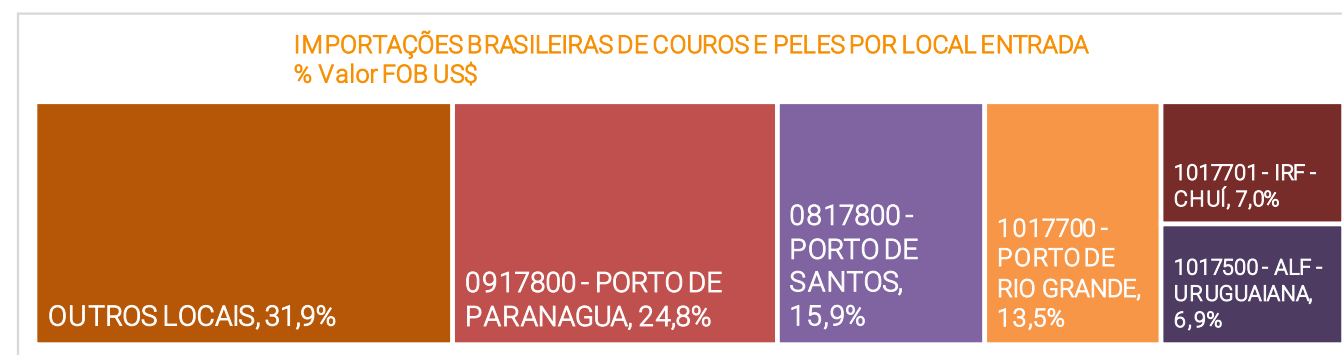 IMPORTAÇÕES BRASILEIRAS DE COUROS E PELES POR LOCAL ENTRADA
% Valor FOB US$
OUTROS LOCAIS, 31,9%
0917800 - PORTO DE
PARANAGUA, 24,8%
0817800 -
PORTO DE
SANTOS,
15,9%
1017700 -
PORTO DE
RIO GRANDE,
13,5%
1017701 - IRF -
CHUÍ, 7,0%
1017500 - ALF -
URUGUAIANA,
6,9%